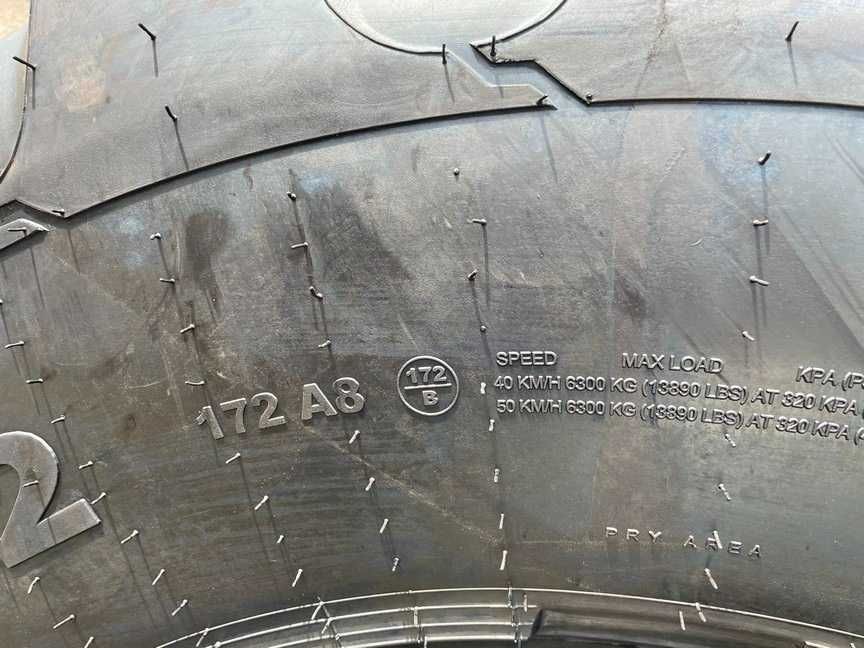 SPEED MAX LOAD KPA
40 KM/H 6300 KG (13890 LBS) AT 320 KPA
50 KM/H 6300 KG (13890 LBS) AT 320 KPA
172 A8
172
B
2
PRY AREA